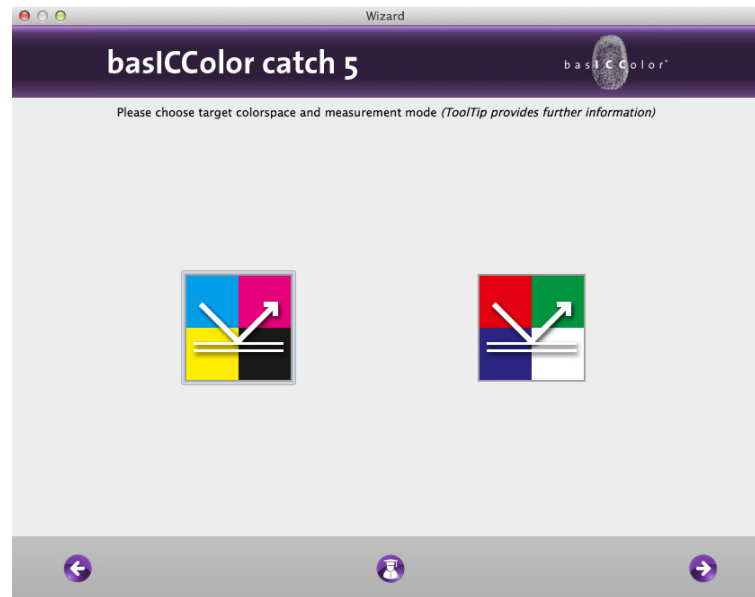 Wizard
basICColor catch 5
basICColor®
Please choose target colorspace and measurement mode (ToolTip provides further information)